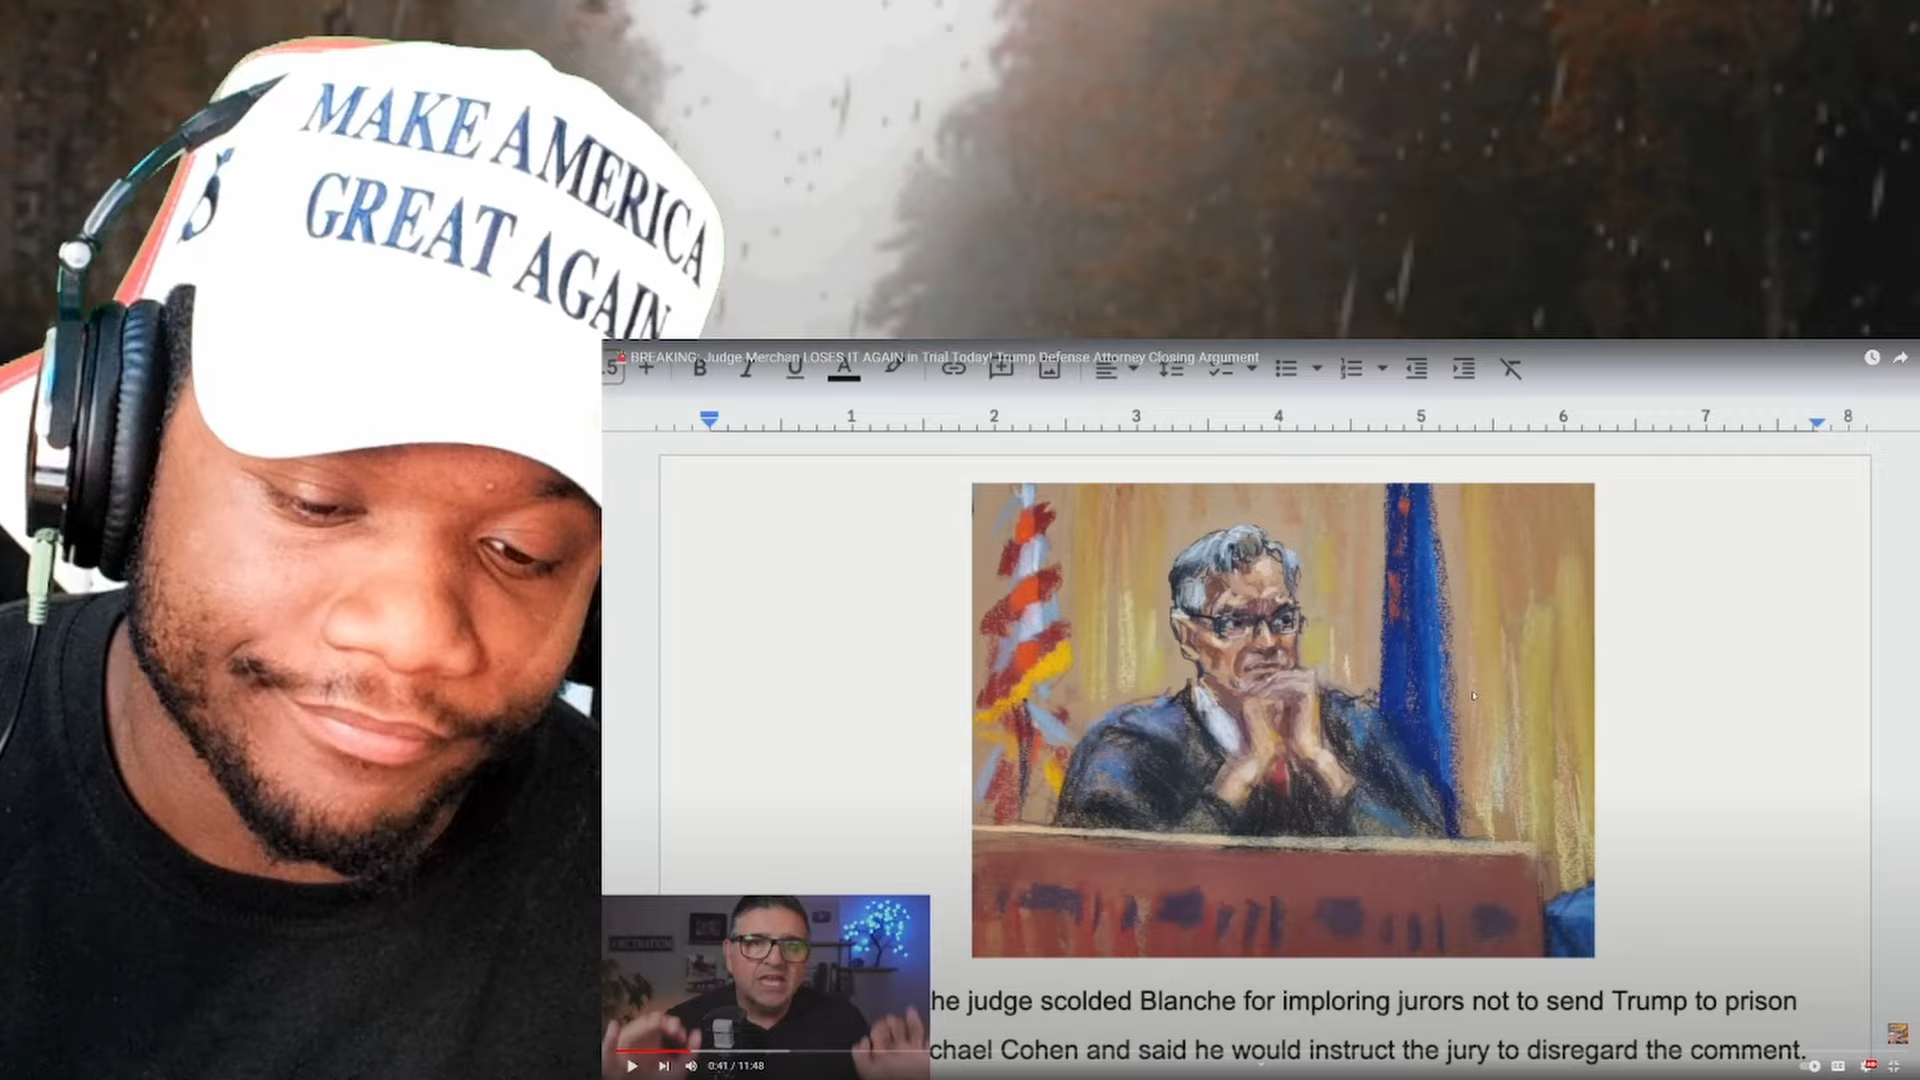 MAKE AMERICA
GREAT AGAIN
BREAKING: Judge Merchan LOSES IT AGAIN in Trial Today! Trump Defense Attorney Closing Argument
.5 + B I U A
1 2 3 4 5 6 7 8
he judge scolded Blanche for imploring jurors not to send Trump to prison
chael Cohen and said he would instruct the jury to disregard the comment.
0:41 / 11:48